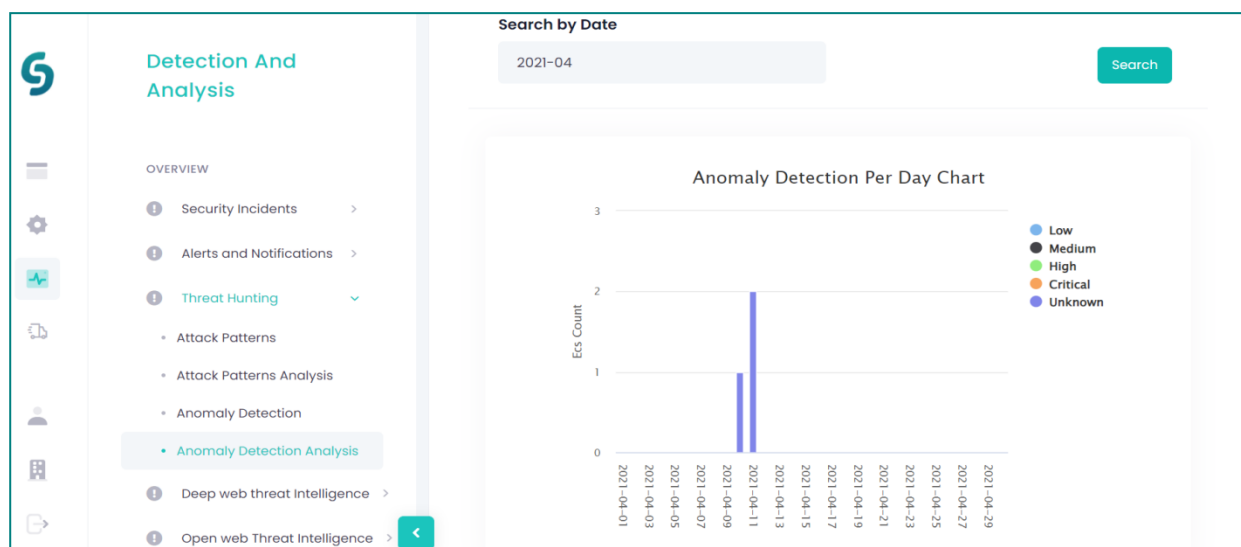 Detection And
Analysis
OVERVIEW
Security Incidents
Alerts and Notifications
Threat Hunting
Attack Patterns
Attack Patterns Analysis
Anomaly Detection
Anomaly Detection Analysis
Deep web threat Intelligence
Open web Threat Intelligence
Search by Date
2021-04
Search
Anomaly Detection Per Day Chart
3
2
1
0
Ecs Count
2021-04-01
2021-04-03
2021-04-05
2021-04-07
2021-04-09
2021-04-11
2021-04-13
2021-04-15
2021-04-17
2021-04-19
2021-04-21
2021-04-23
2021-04-25
2021-04-27
2021-04-29
Low
Medium
High
Critical
Unknown